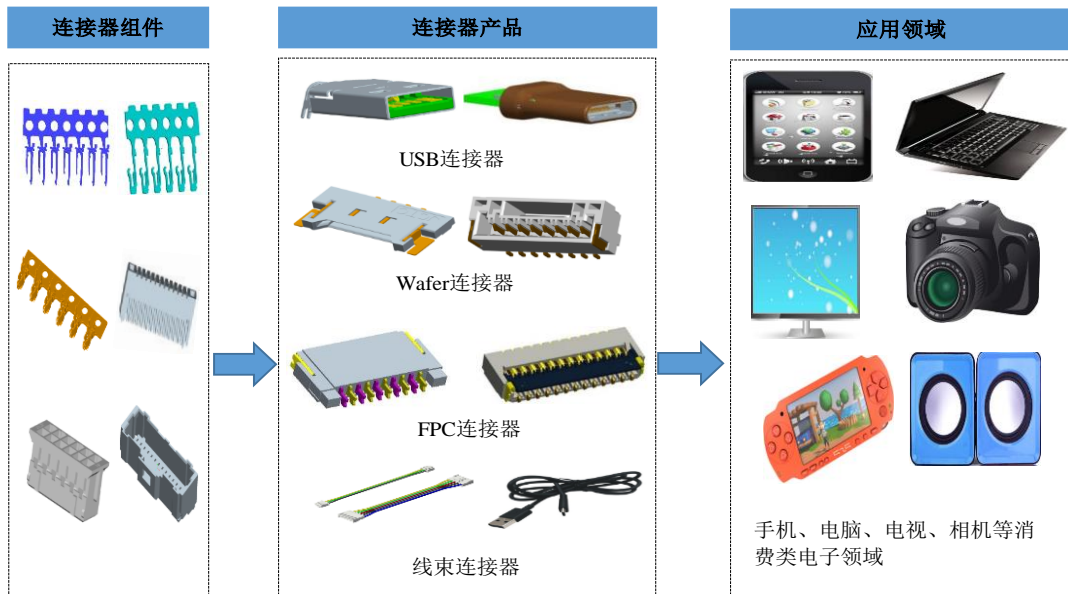 连接器组件
连接器产品
应用领域
USB连接器
Wafer连接器
FPC连接器
线束连接器
手机、电脑、电视、相机等消
费类电子领域